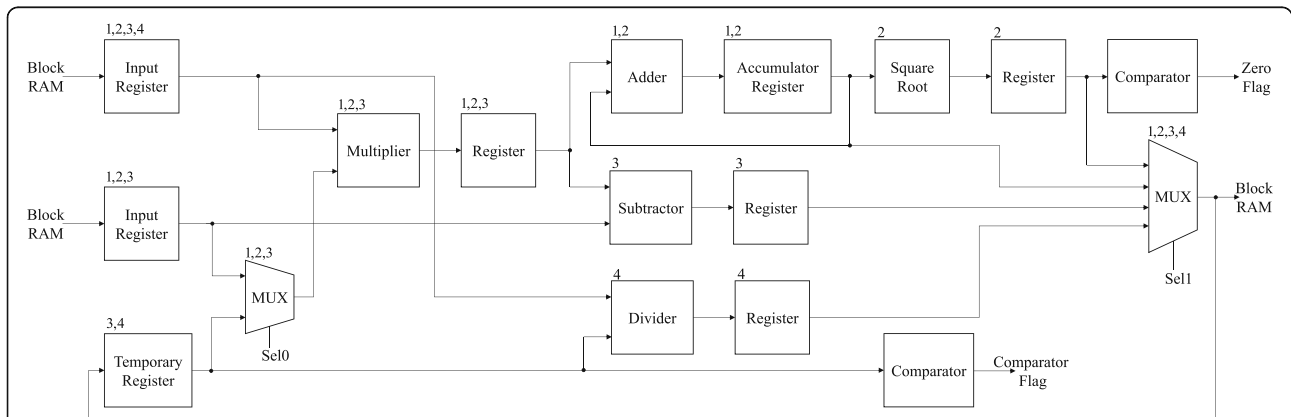 1,2,3,4
Block
RAM
Input
Register
1,2,3
Multiplier
1,2,3
Register
1,2
Adder
1,2
Accumulator
Register
2
Square
Root
2
Register
Comparator
Zero
Flag
1,2,3
Block
RAM
Input
Register
3
Subtractor
3
Register
1,2,3,4
MUX
Block
RAM
Sel1
1,2,3
MUX
Sel0
4
Divider
4
Register
3,4
Temporary
Register
Comparator
Comparator
Flag